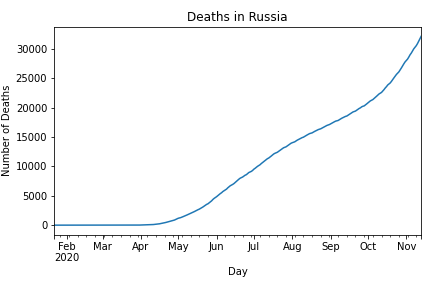 Deaths in Russia
Number of Deaths
30000
25000
20000
15000
10000
5000
0
Feb Mar Apr May Jun Jul Aug Sep Oct Nov
2020
Day